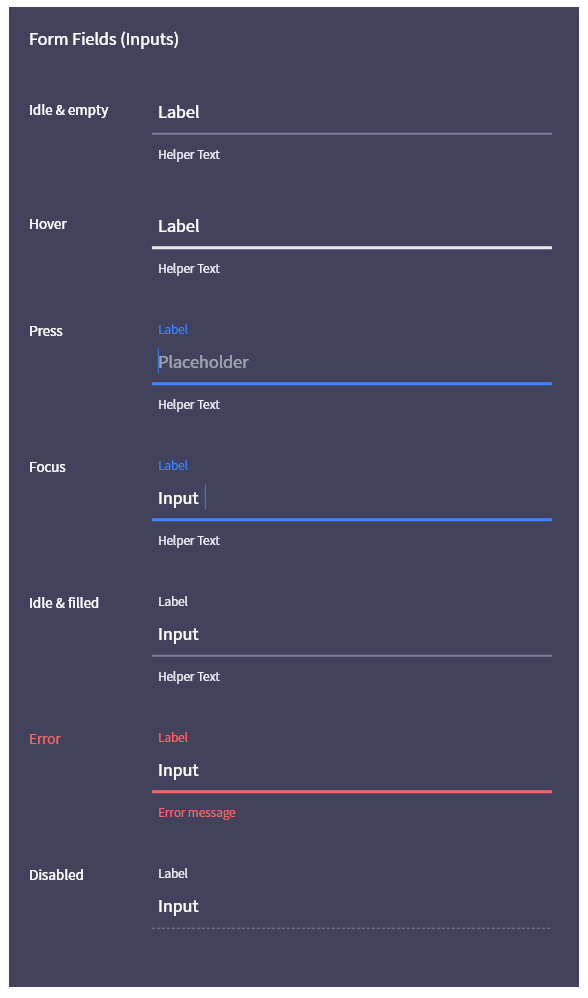 Form Fields (Inputs)
Idle & empty
Label
Helper Text
Hover
Label
Helper Text
Press
Label
Placeholder
Helper Text
Focus
Label
Input
Helper Text
Idle & filled
Label
Input
Helper Text
Error
Label
Input
Error message
Disabled
Label
Input